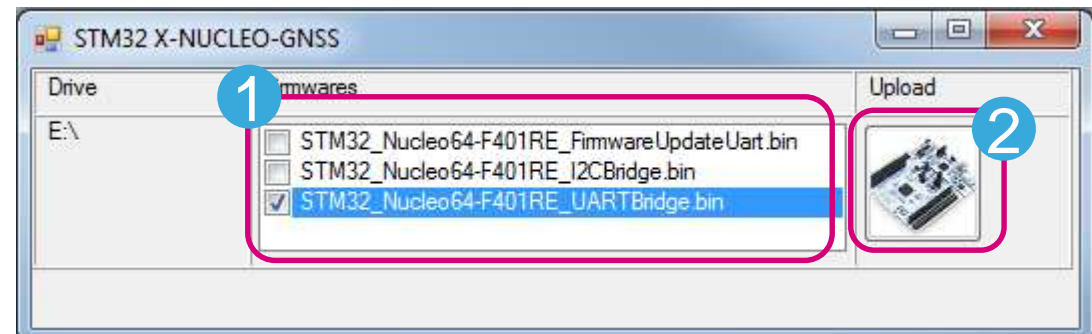 STM32 X-NUCLEO-GNSS
Drive
1
rmwares
Upload
E:\
STM32_Nucleo64-F401RE_FirmwareUpdateUart.bin
STM32_Nucleo64-F401RE_I2CBridge.bin
STM32_Nucleo64-F401RE_UARTBridge.bin
2